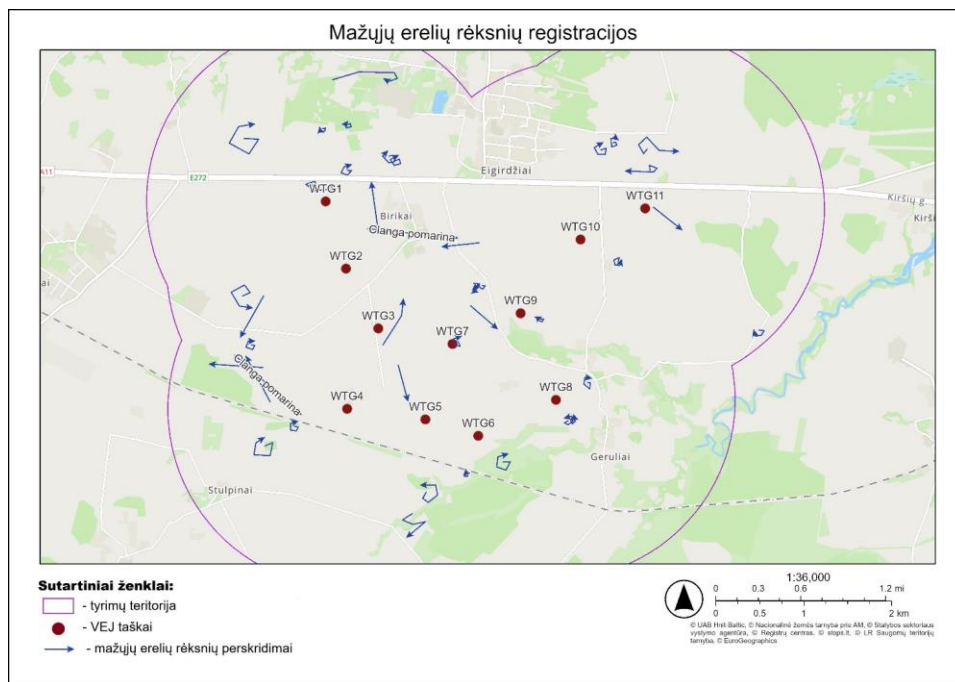 Mažųjų erelių rėksnių registracijos
Eigirdžiai
A11
E272
Kiršių g.
Kirši
WTG1
WTG11
Birikai
Clanga-pomarina
WTG10
WTG2
ai
WTG9
WTG3
WTG7
Clanga-pomarina
WTG8
WTG4
WTG5
WTG6
Geruliai
Stulpinai
Sutartiniai ženklai:
- tyrimų teritorija
- VEJ taškai
- mažųjų erelių rėksnių perskridimai
1:36,000
0 0.3 0.6 1.2 mi
0 0.5 1 2 km
© UAB Hnit Baltic, © Nacionalinė žemės tarnyba prie AM, © Statybos sektoriaus
vystymo agentūra, © Registrų centras, © stops.lt, © LR Saugomų teritorijų
tarnyba, © EuroGeographics